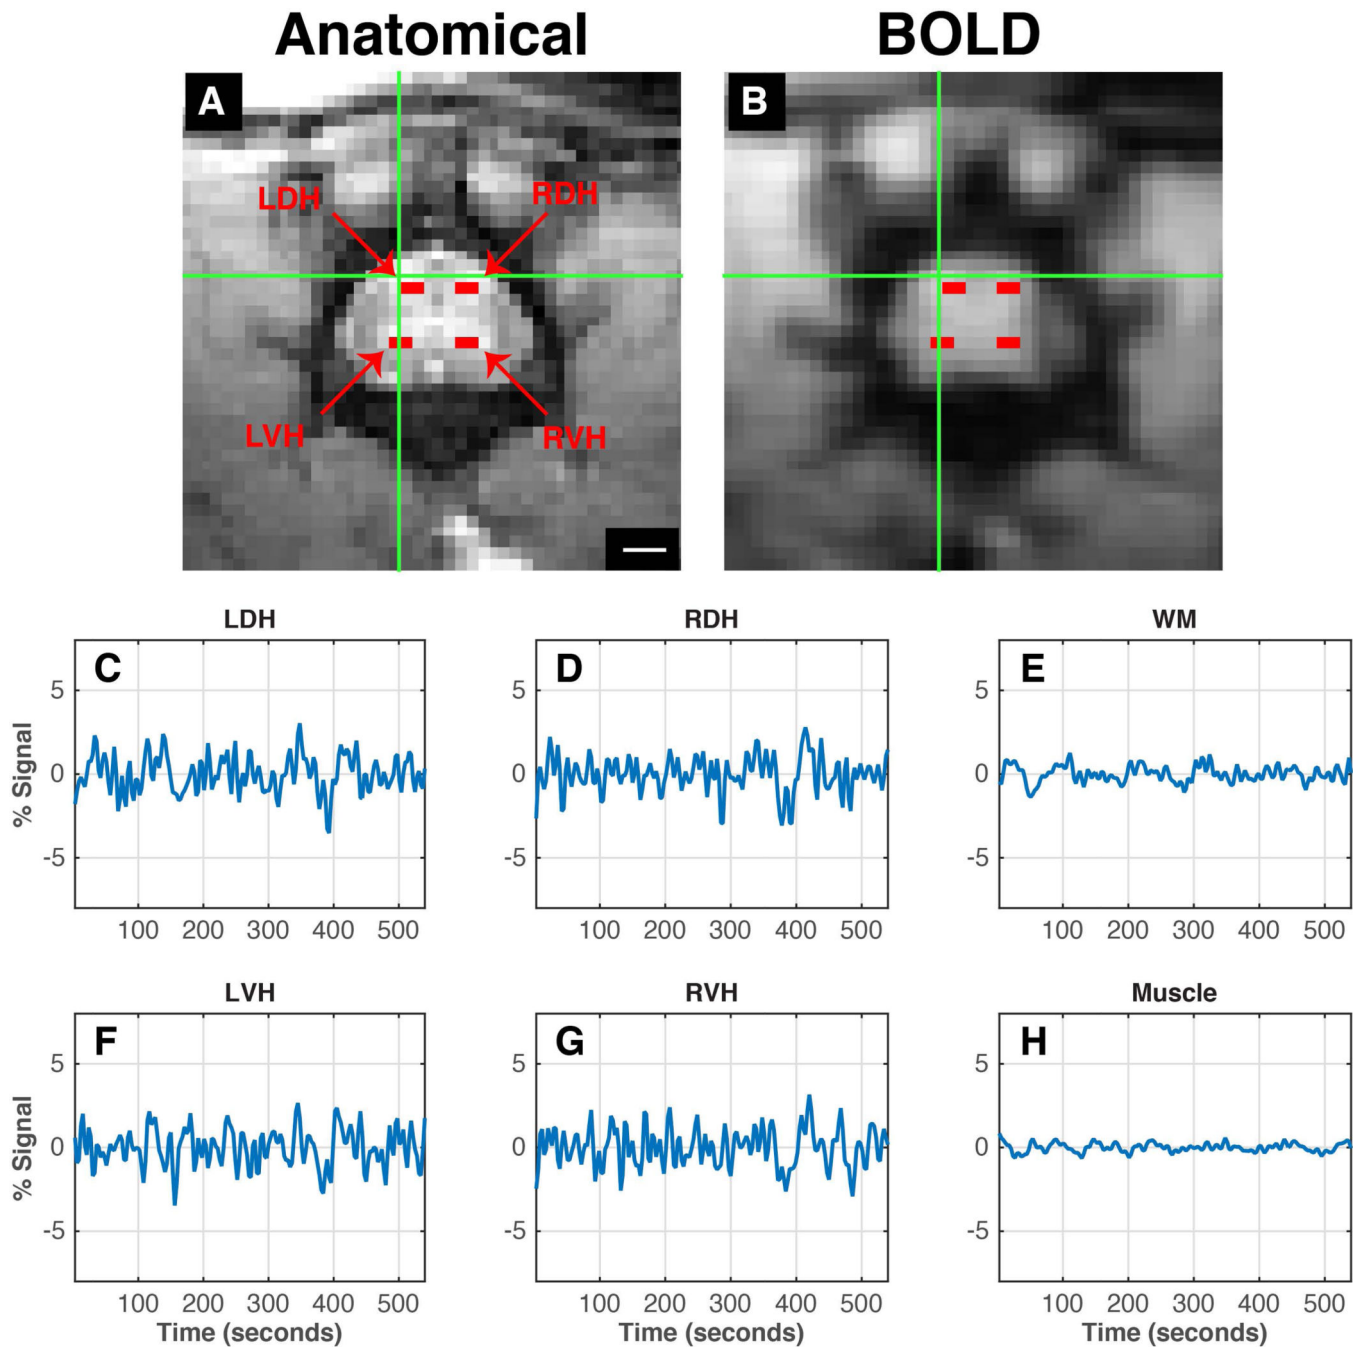 Anatomical BOLD
A B
LDH RDH
LVH RVH
LDH RDH WM
C D E
% Signal
5 5 5
0 0 0
-5 -5 -5
100 200 300 400 500 100 200 300 400 500 100 200 300 400 500
LVH RVH Muscle
F G H
% Signal
5 5 5
0 0 0
-5 -5 -5
100 200 300 400 500 100 200 300 400 500 100 200 300 400 500
Time (seconds) Time (seconds) Time (seconds)